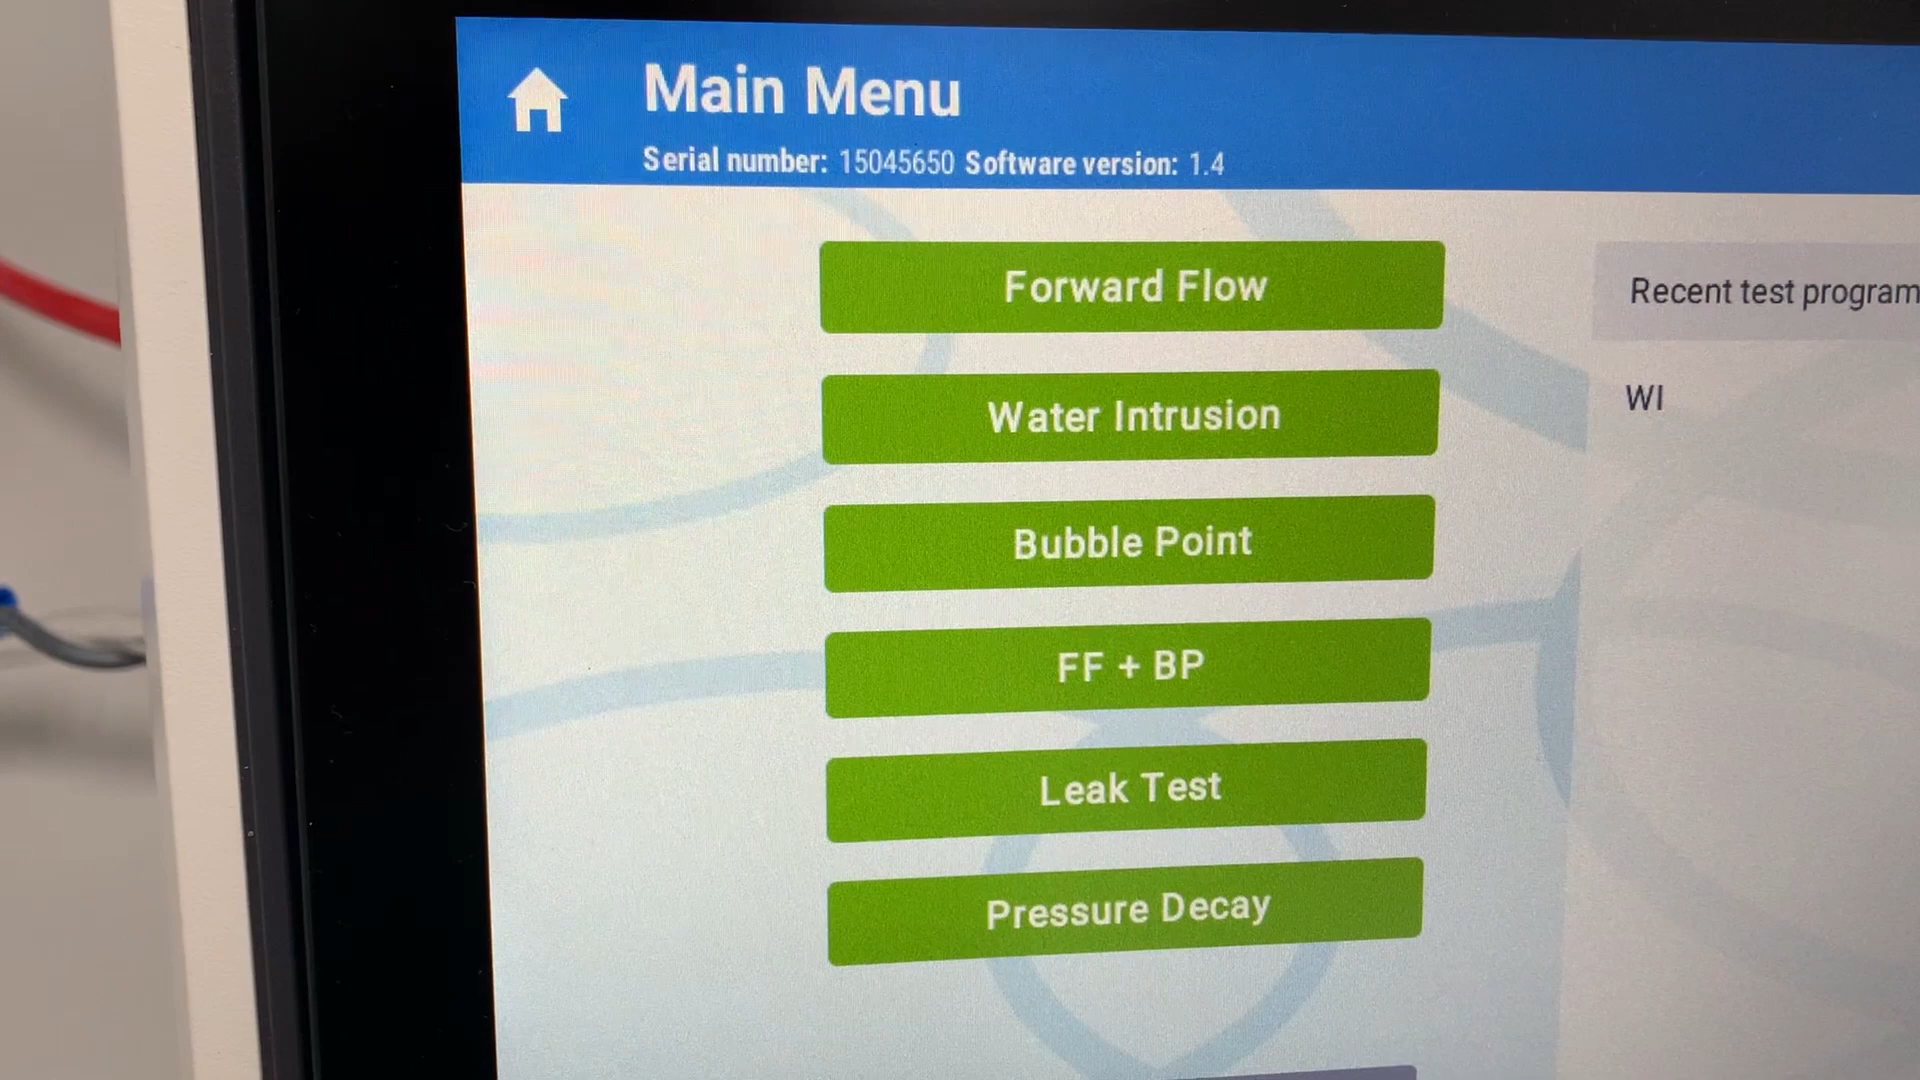 Main Menu
Serial number: 15045650 Software version: 1.4
Forward Flow
Water Intrusion
Bubble Point
FF + BP
Leak Test
Pressure Decay
Recent test program
WI